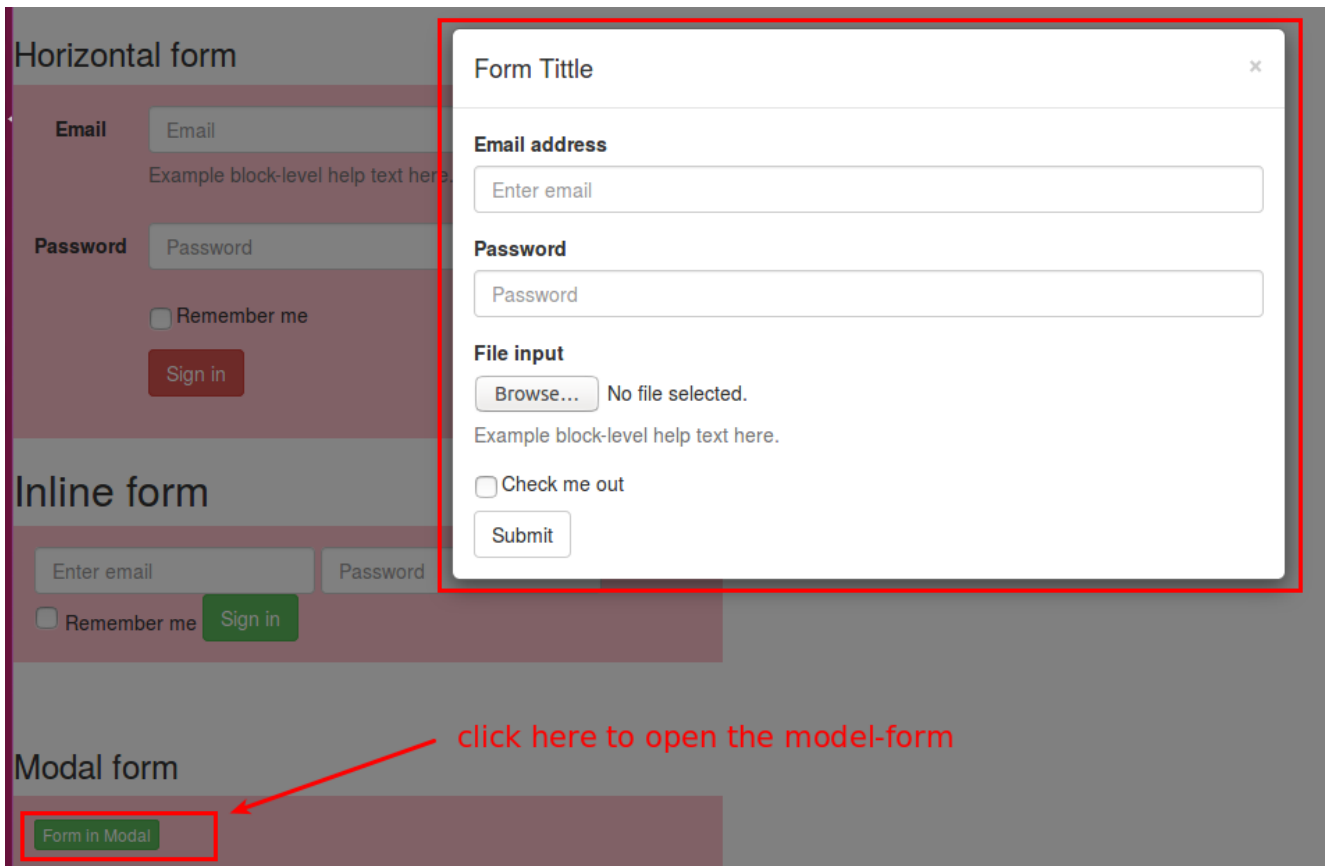 Horizontal form
Email
Email
Example block-level help text here.
Password
Password
Remember me
Sign in
Inline form
Enter email
Password
Remember me
Sign in
Modal form
Form in Modal
click here to open the model-form
Form Tittle
×
Email address
Enter email
Password
Password
File input
Browse... No file selected.
Example block-level help text here.
Check me out
Submit